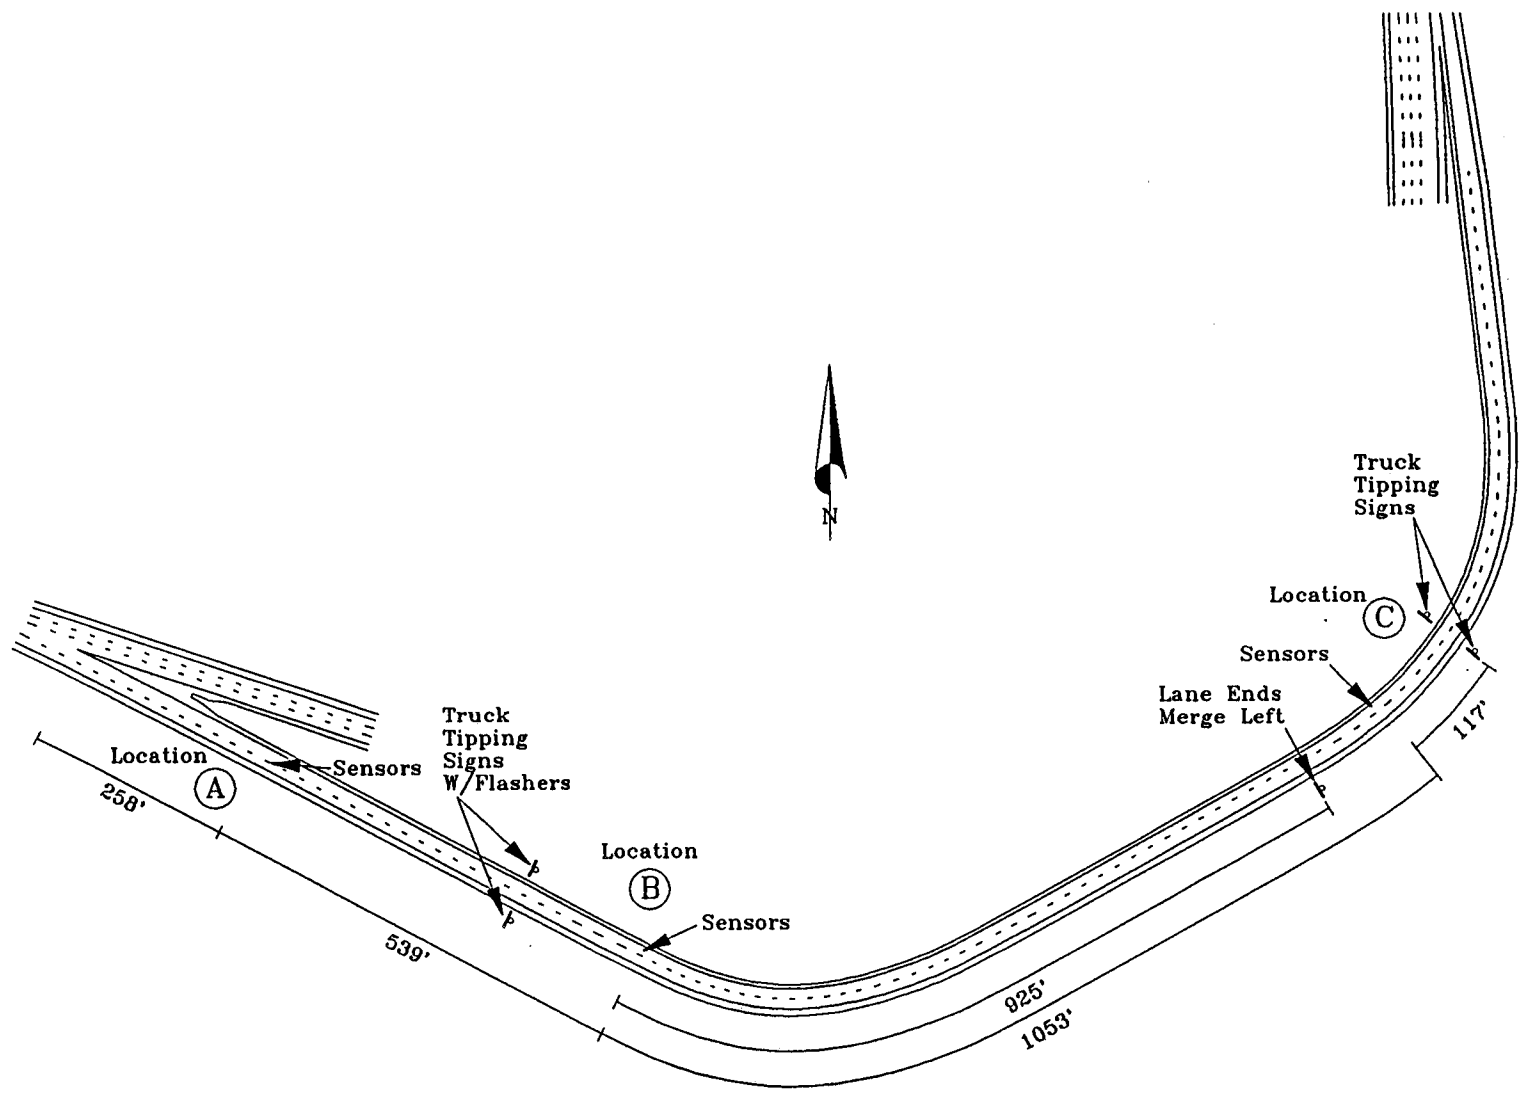 Truck
Tipping
Signs
Location
C
Sensors
Lane Ends
Merge Left
117'
N
Truck
Tipping
Signs
W/Flashers
Location
A
Sensors
258'
Location
B
Sensors
539'
925'
1053'